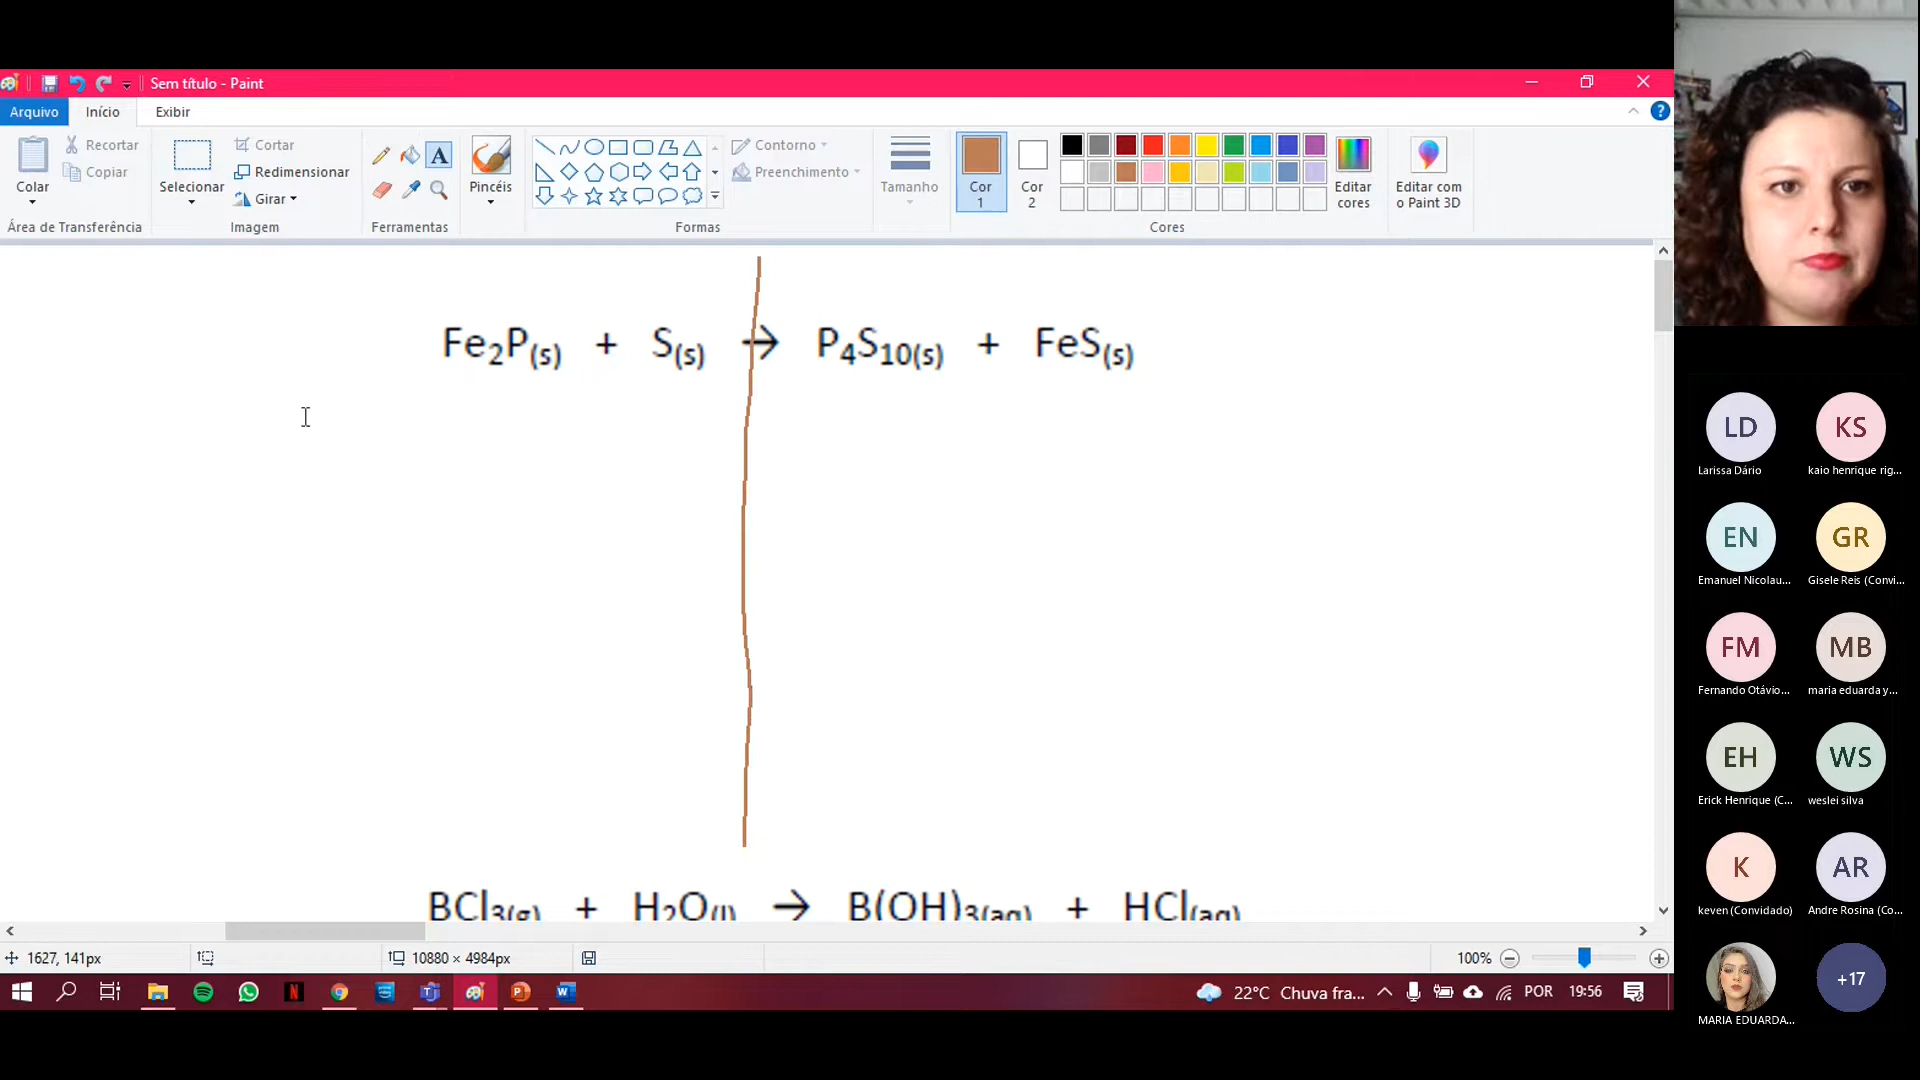 Sem título - Paint
Arquivo Início Exibir
Colar
Recortar
Copiar
Área de Transferência
Selecionar
Cortar
Redimensionar
Girar
Imagem
A
Ferramentas
Pincéis
Formas
Contorno
Preenchimento
Tamanho
Cor
1
Cor
2
Cores
Editar
cores
Editar com
o Paint 3D
Fe₂P(s) + S(s) → P₄S₁₀(s) + FeS(s)
BCl₃(g) + H₂O(l) → B(OH)₃(aq) + HCl(aq)
1627, 141px
10880 × 4984px
100%
22°C Chuva fra...
POR
19:56
LD
Larissa Dário
KS
kaio henrique rig...
EN
Emanuel Nicolau...
GR
Gisele Reis (Convi...
FM
Fernando Otávio...
MB
maria eduarda y...
EH
Erick Henrique (C...
WS
weslei silva
K
keven (Convidado)
AR
Andre Rosina (Co...
MARIA EDUARDA...
+17